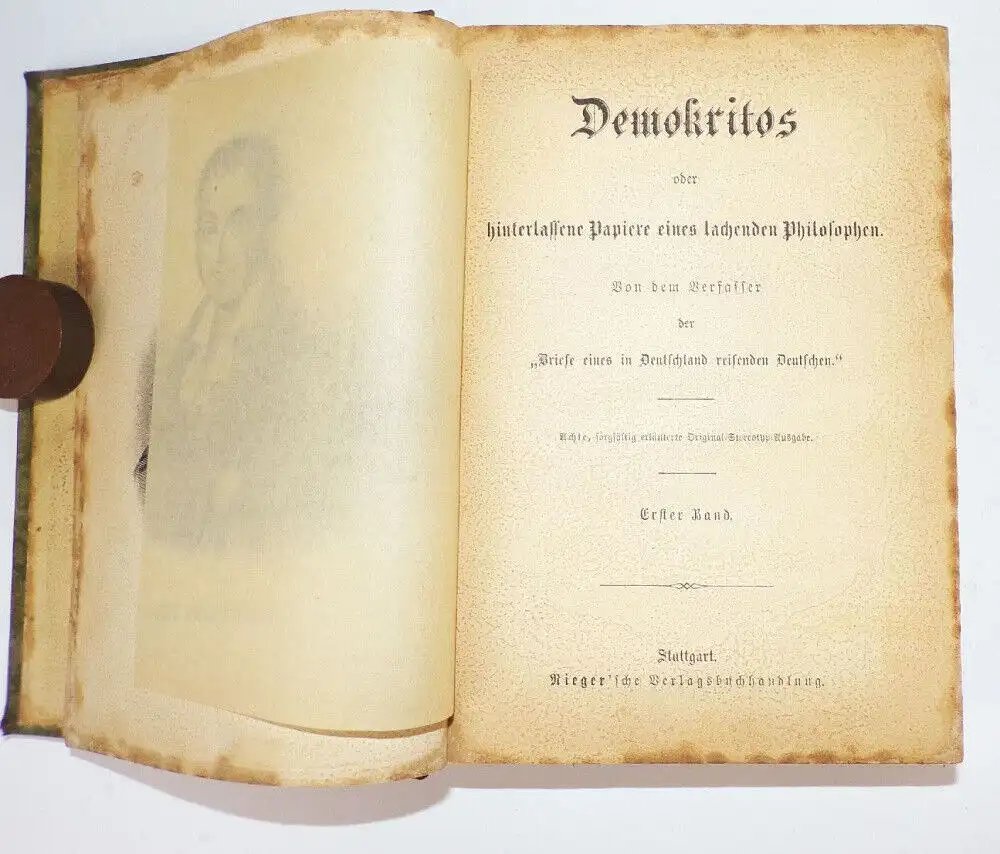 Demokritos
oder
hinterlaſſene Papiere eines lachenden Philoſophen.
Von dem Verfaſſer
der
„Briefe eines in Deutſchland reiſenden Deutſchen.“
Achte, ſorgfältig erläuterte Original-Stereotyp-Ausgabe.
Erſter Band.
Stuttgart.
Rieger'ſche Verlagsbuchhandlung.